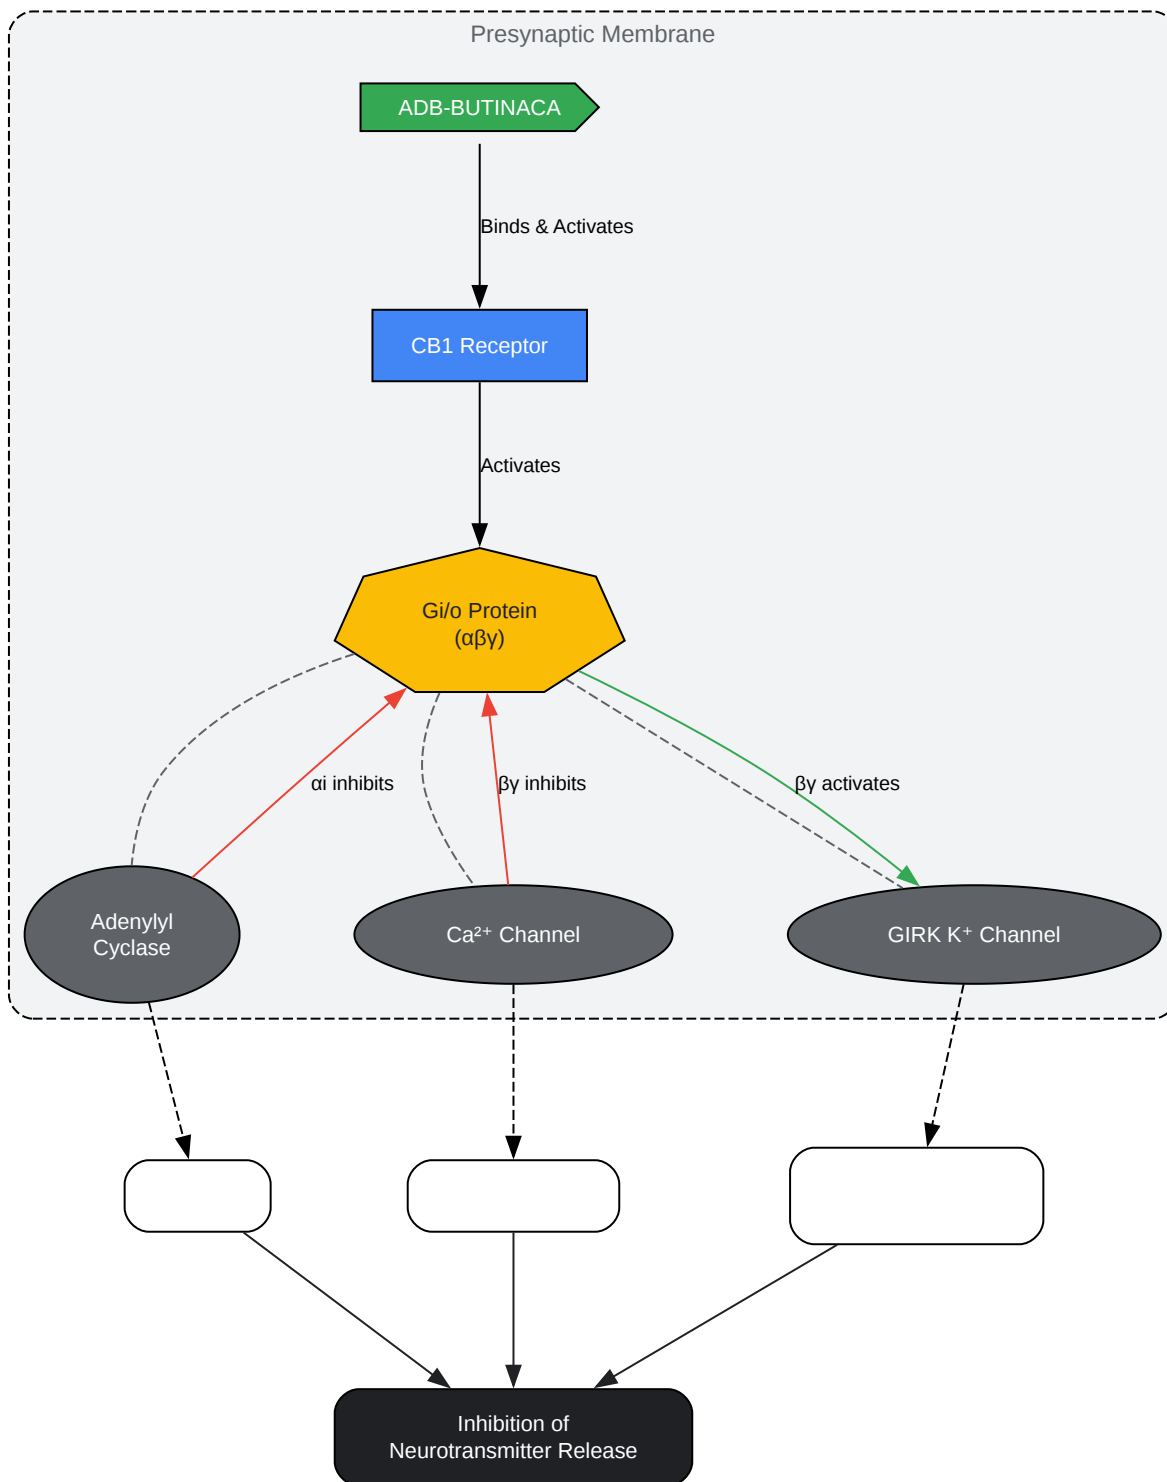 Presynaptic Membrane
ADB-BUTINACA
Binds & Activates
CB1 Receptor
Activates
Gi/o Protein
(αβγ)
αi inhibits
βγ inhibits
βγ activates
Adenylyl
Cyclase
Ca²⁺ Channel
GIRK K⁺ Channel
Inhibition of
Neurotransmitter Release